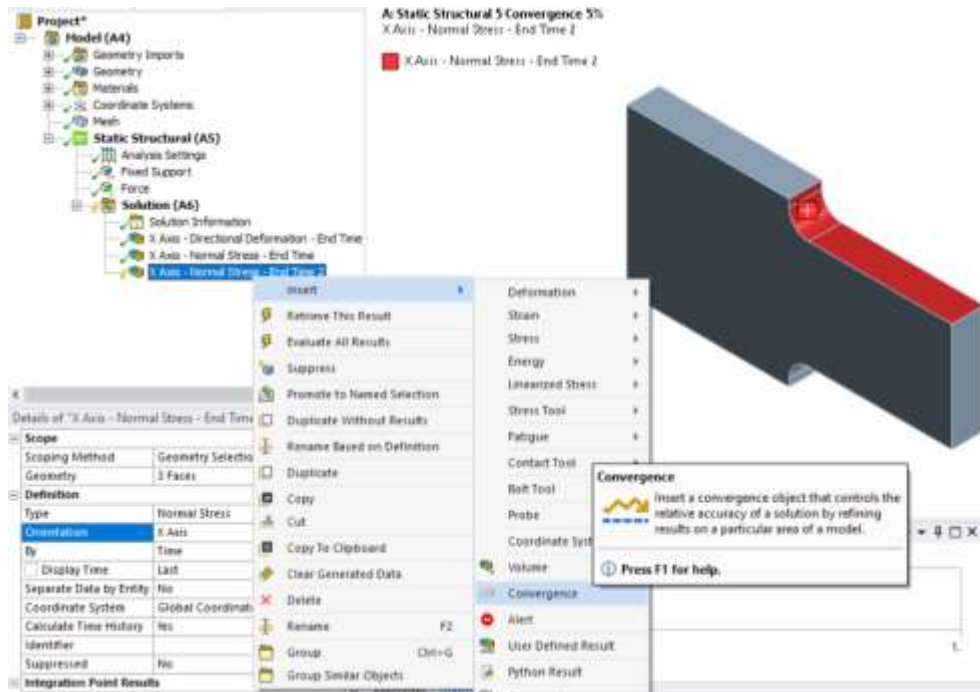 Project*
Model (A4)
Geometry Imports
Geometry
Materials
Coordinate Systems
Mesh
Static Structural (A5)
Analysis Settings
Fixed Support
Force
Solution (A6)
Solution Information
X Axis - Directional Deformation - End Time
X Axis - Normal Stress - End Time
X Axis - Normal Stress - End Time 2
A: Static Structural 5 Convergence 5%
X Axis - Normal Stress - End Time 2
X Axis - Normal Stress - End Time 2
Insert
Retrieve This Result
Evaluate All Results
Suppress
Promote to Named Selection
Duplicate Without Results
Rename Based on Definition
Duplicate
Copy
Cut
Copy To Clipboard
Clear Generated Data
Delete
Rename F2
Group Ctrl+G
Group Similar Objects
Deformation
Strain
Stress
Energy
Linearized Stress
Stress Tool
Fatigue
Contact Tool
Bolt Tool
Probe
Coordinate Syst
Volume
Convergence
Alert
User Defined Result
Python Result
Convergence
Insert a convergence object that controls the
relative accuracy of a solution by refining
results on a particular area of a model.
Press F1 for help.
Details of "X Axis - Normal Stress - End Time
Scope
Scoping Method Geometry Selectio
Geometry 3 Faces
Definition
Type Normal Stress
Orientation X Axis
By Time
Display Time Last
Separate Data by Entity No
Coordinate System Global Coordinat
Calculate Time History Yes
Identifier
Suppressed No
Integration Point Results
1.